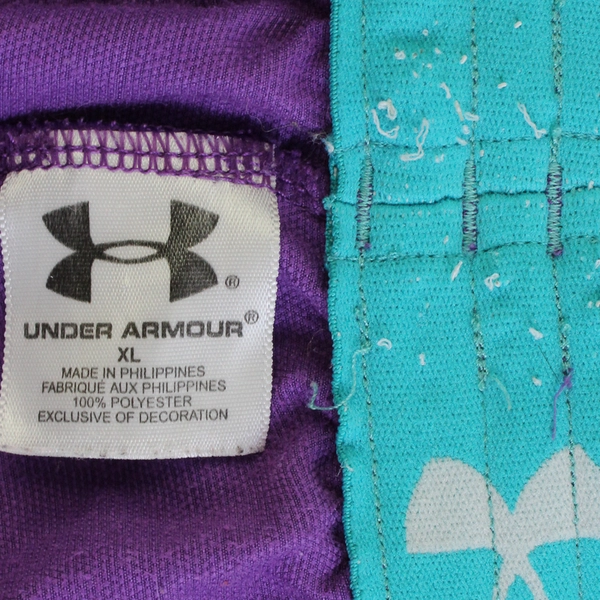 ®
UNDER ARMOUR®
XL
MADE IN PHILIPPINES
FABRIQUÉ AUX PHILIPPINES
100% POLYESTER
EXCLUSIVE OF DECORATION